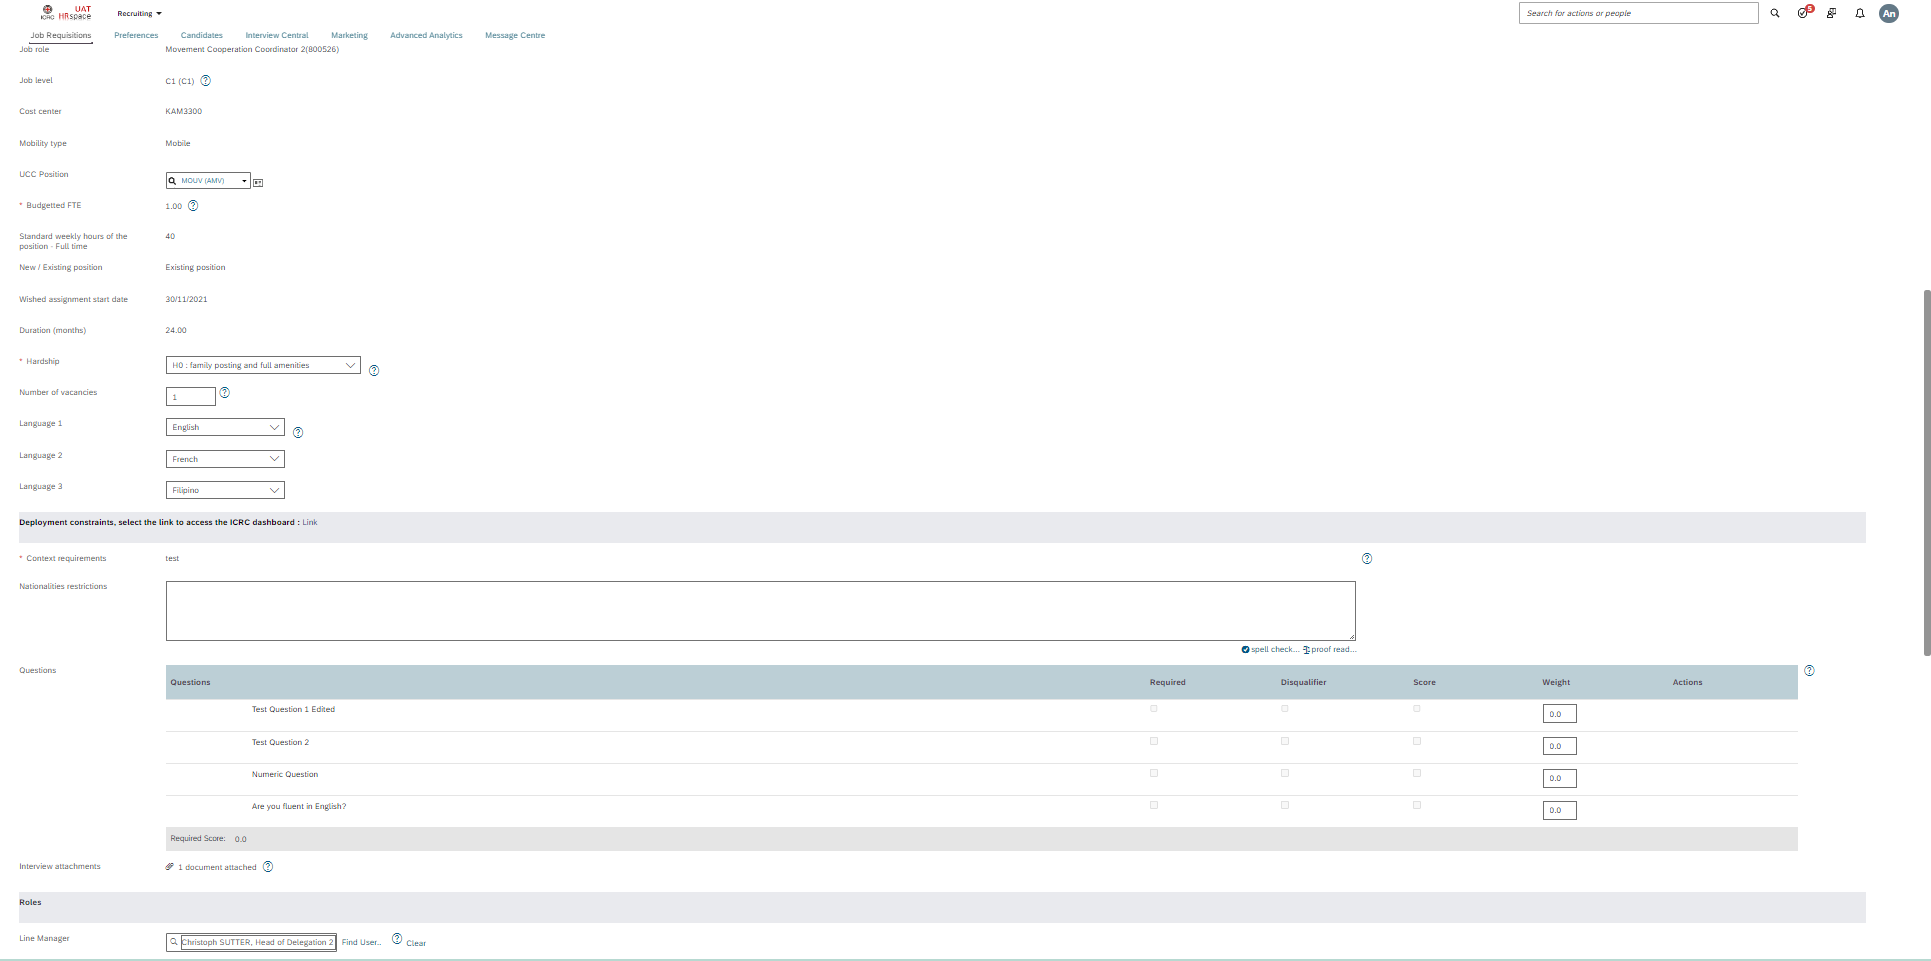 ICRC
UAT
HRspace
Recruiting
Search for actions or people
5
An
Job Requisitions
Preferences
Candidates
Interview Central
Marketing
Advanced Analytics
Message Centre
Job role
Movement Cooperation Coordinator 2(800526)
Job level
C1 (C1)
?
Cost center
KAM3300
Mobility type
Mobile
UCC Position
MOUV (AMV)
* Budgetted FTE
1.00
?
Standard weekly hours of the
position - Full time
40
New / Existing position
Existing position
Wished assignment start date
30/11/2021
Duration (months)
24.00
* Hardship
H0 : family posting and full amenities
?
Number of vacancies
1
?
Language 1
English
?
Language 2
French
Language 3
Filipino
Deployment constraints, select the link to access the ICRC dashboard : Link
* Context requirements
test
?
Nationalities restrictions
spell check... proof read...
Questions
?
Questions Required Disqualifier Score Weight Actions
Test Question 1 Edited
0.0
Test Question 2
0.0
Numeric Question
0.0
Are you fluent in English?
0.0
Required Score: 0.0
Interview attachments
1 document attached
?
Roles
Line Manager
Christoph SUTTER, Head of Delegation 2
Find User..
?
Clear